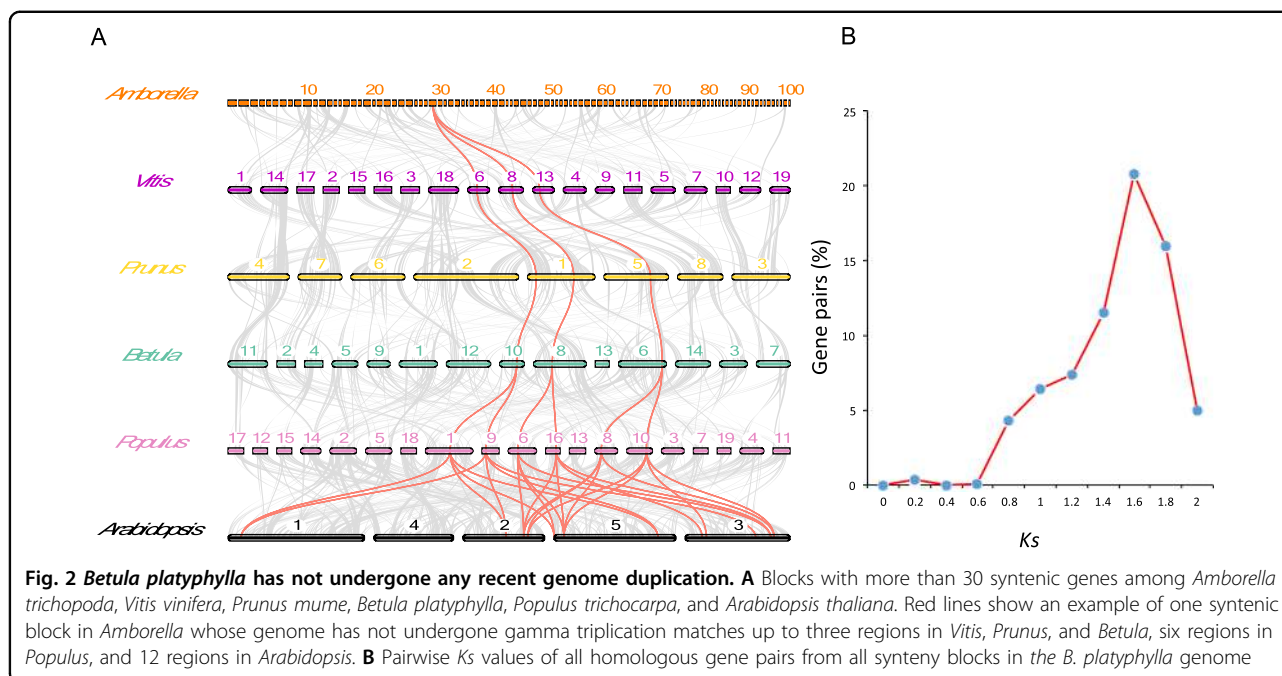 A
B
Amborella
10 20 30 40 50 60 70 80 90 100
Vitis
1 14 17 2 15 16 3 18 6 8 13 4 9 11 5 7 10 12 19
Prunus
4 7 6 2 1 5 8 3
Betula
11 2 4 5 9 1 12 10 8 13 6 14 3 7
Populus
17 12 15 14 2 5 18 1 9 6 16 13 8 10 3 7 19 4 11
Arabidopsis
1 4 2 5 3
Gene pairs (%)
25
20
15
10
5
0
0 0.2 0.4 0.6 0.8 1 1.2 1.4 1.6 1.8 2
Ks
Fig. 2 Betula platyphylla has not undergone any recent genome duplication. A Blocks with more than 30 syntenic genes among Amborella
trichopoda, Vitis vinifera, Prunus mume, Betula platyphylla, Populus trichocarpa, and Arabidopsis thaliana. Red lines show an example of one syntenic
block in Amborella whose genome has not undergone gamma triplication matches up to three regions in Vitis, Prunus, and Betula, six regions in
Populus, and 12 regions in Arabidopsis. B Pairwise Ks values of all homologous gene pairs from all synteny blocks in the B. platyphylla genome